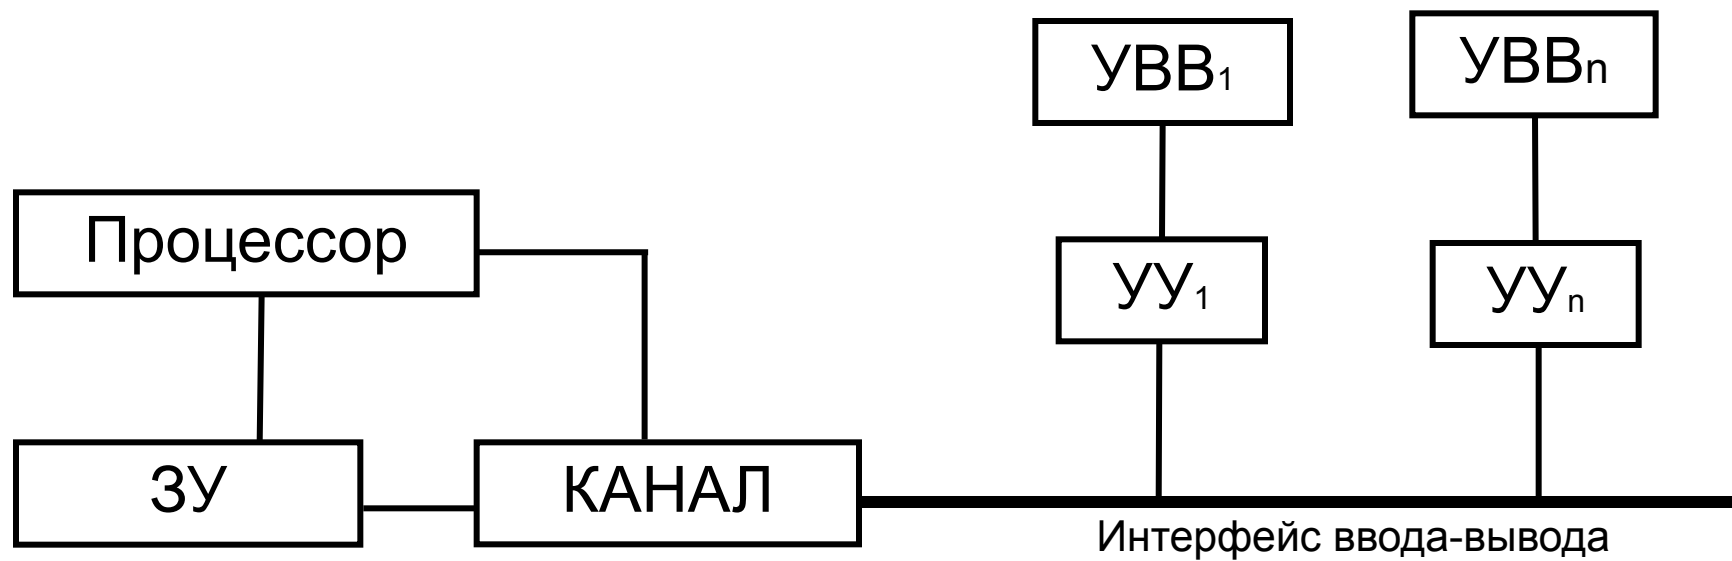 УВВ1
УВВn
Процессор
УУ1
УУn
ЗУ
КАНАЛ
Интерфейс ввода-вывода